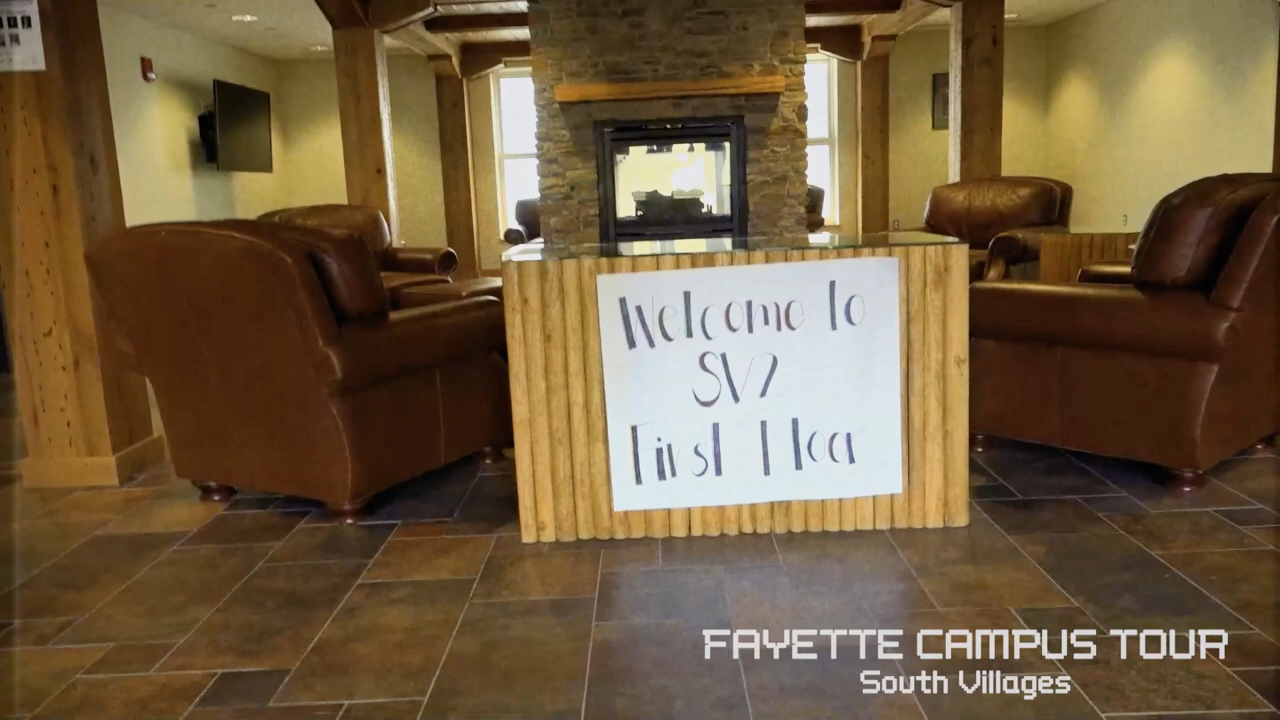 Welcome to
SV2
First Floor
FAYETTE CAMPUS TOUR
South Villages